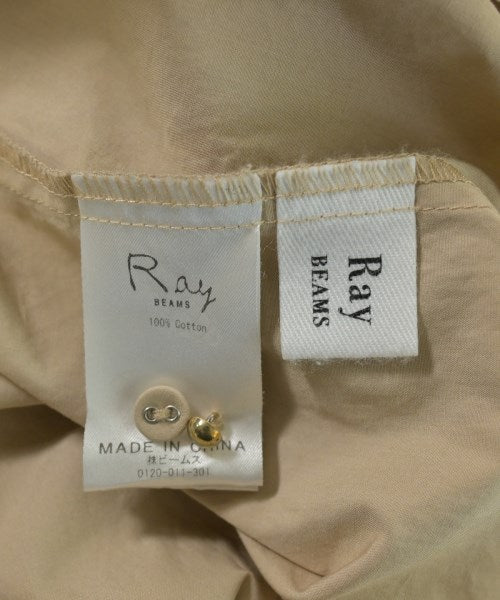 Ray
BEAMS
100% Cotton
MADE IN CHINA
㈱ビームス
0120-011-301
Ray
BEAMS